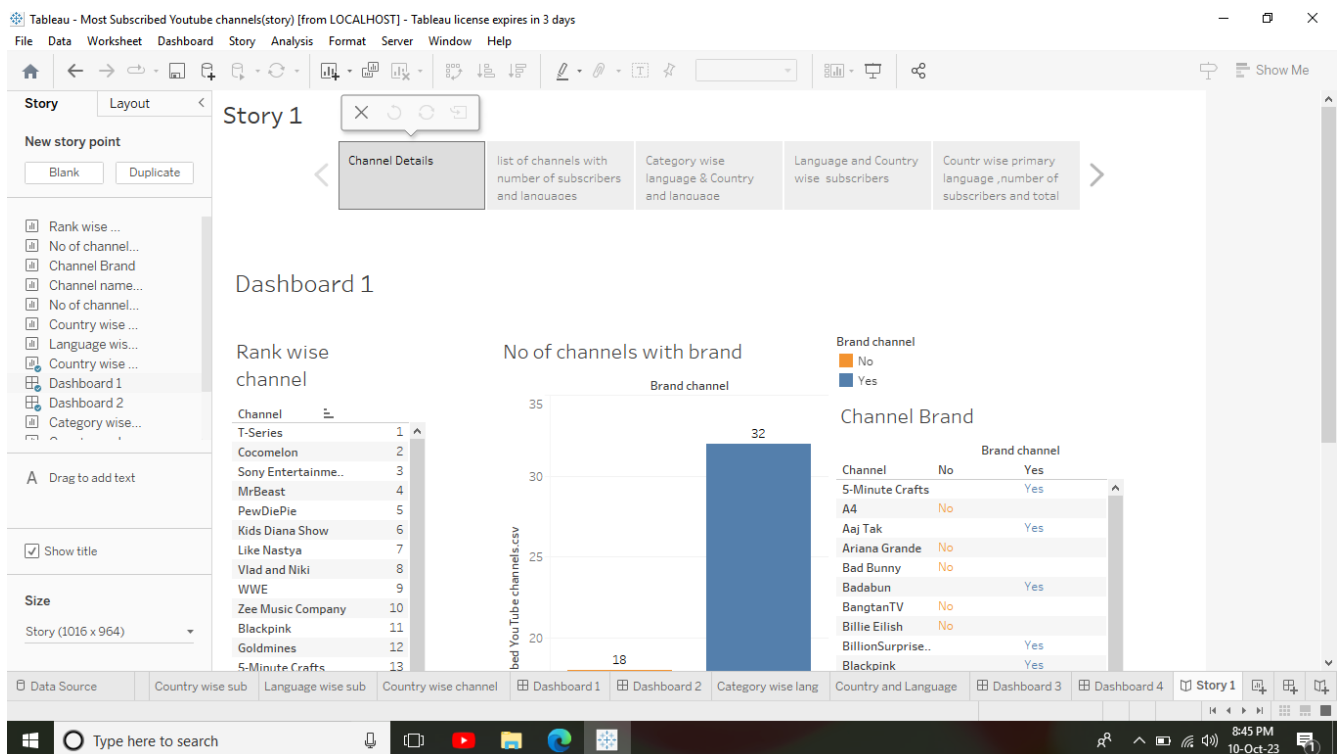 Tableau - Most Subscribed Youtube channels(story) [from LOCALHOST] - Tableau license expires in 3 days
File Data Worksheet Dashboard Story Analysis Format Server Window Help
Show Me
Story Layout
New story point
Blank Duplicate
Rank wise ...
No of channel...
Channel Brand
Channel name...
No of channel...
Country wise ...
Language wis...
Country wise ...
Dashboard 1
Dashboard 2
Category wise...
A Drag to add text
Show title
Size
Story (1016 x 964)
Story 1
Channel Details
list of channels with
number of subscribers
and languages
Category wise
language & Country
and language
Language and Country
wise subscribers
Countr wise primary
language ,number of
subscribers and total
Dashboard 1
Rank wise
channel
Channel
T-Series 1
Cocomelon 2
Sony Entertainme.. 3
MrBeast 4
PewDiePie 5
Kids Diana Show 6
Like Nastya 7
Vlad and Niki 8
WWE 9
Zee Music Company 10
Blackpink 11
Goldmines 12
5-Minute Crafts 13
No of channels with brand
Brand channel
35
30
25
20
bed YouTube channels.csv
32
18
Brand channel
No
Yes
Channel Brand
Brand channel
Channel No Yes
5-Minute Crafts Yes
A4 No
Aaj Tak Yes
Ariana Grande No
Bad Bunny No
Badabun Yes
BangtanTV No
Billie Eilish No
BillionSurprise.. Yes
Blackpink Yes
Data Source Country wise sub Language wise sub Country wise channel Dashboard 1 Dashboard 2 Category wise lang Country and Language Dashboard 3 Dashboard 4 Story 1
Type here to search
8:45 PM
10-Oct-23
1